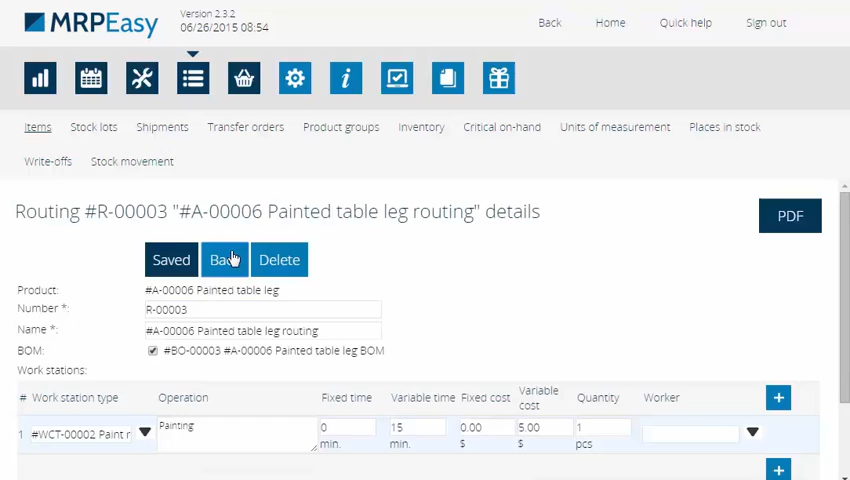 MRPEasy
Version 2.3.2
06/26/2015 08:54
Back Home Quick help Sign out
Items Stock lots Shipments Transfer orders Product groups Inventory Critical on-hand Units of measurement Places in stock
Write-offs Stock movement
Routing #R-00003 "#A-00006 Painted table leg routing" details
PDF
Saved Back Delete
Product: #A-00006 Painted table leg
Number *: R-00003
Name *: #A-00006 Painted table leg routing
BOM: #BO-00003 #A-00006 Painted table leg BOM
Work stations:
# Work station type Operation Fixed time Variable time Fixed cost Variable cost Quantity Worker +
1 #WCT-00002 Paint r Painting 0 min. 15 min. 0.00 $ 5.00 $ 1 pcs
+